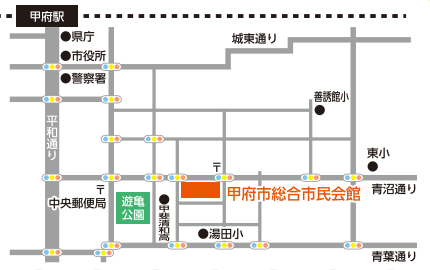 甲府駅
県庁
城東通り
市役所
警察署
善誘館小
平和通り
東小
〒
甲府市総合市民会館
青沼通り
〒
中央郵便局
遊亀
公園
甲斐清和高
湯田小
青葉通り